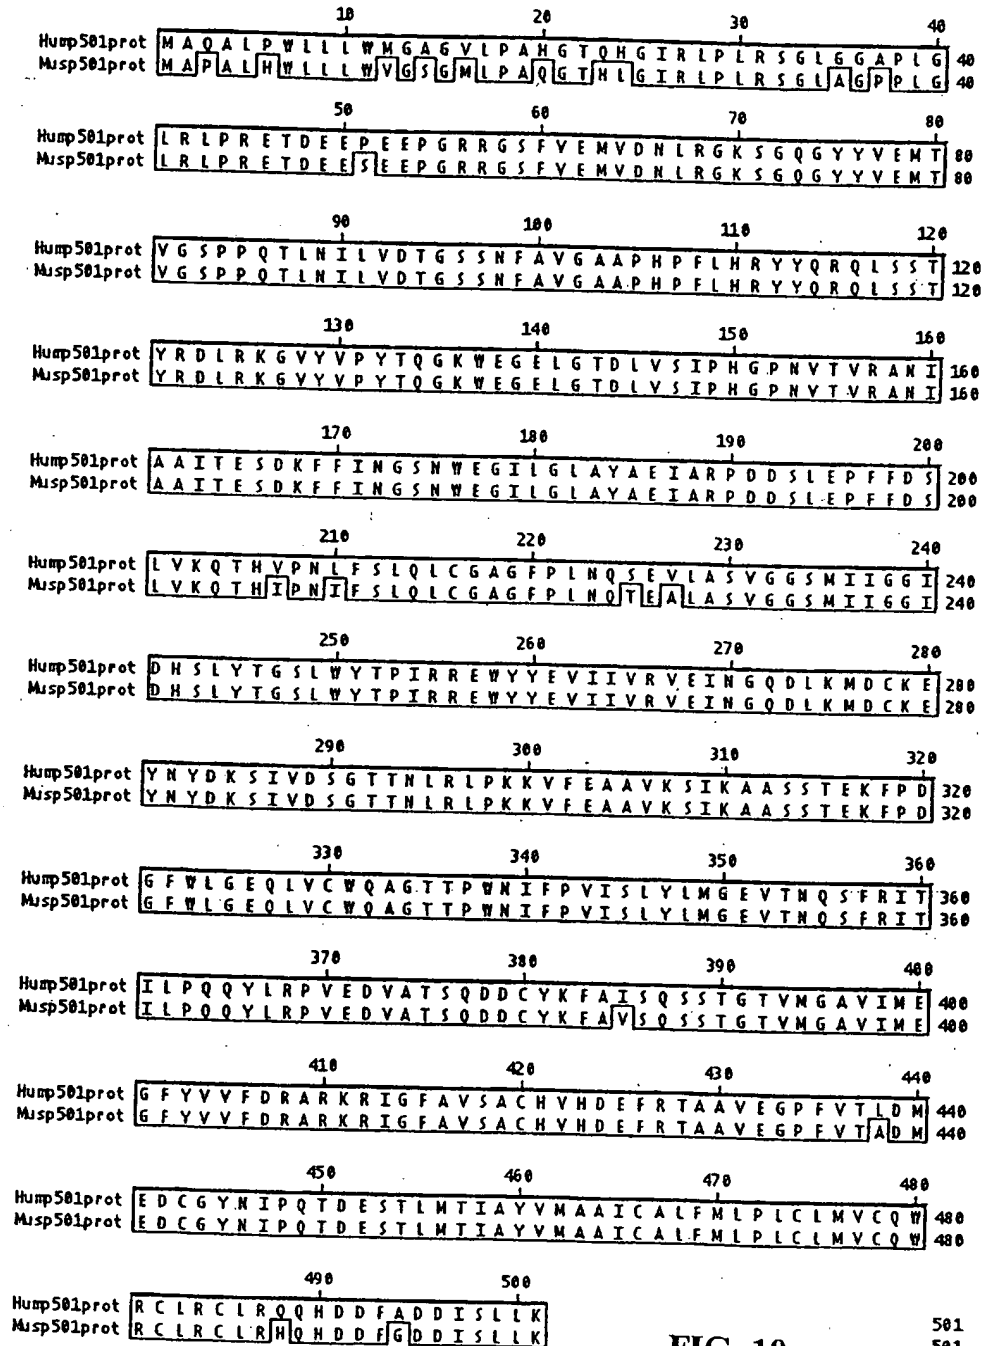 10 20 30 40
Hump501prot M A Q A L P W L L L W M G A G V L P A H G T Q H G I R L P L R S G L G G A P L G 40
Musp501prot M A P A L H W L L L W V G S G M L P A Q G T H L G I R L P L R S G L A G P P L G 40
50 60 70 80
Hump501prot L R L P R E T D E E P E E P G R R G S F V E M V D N L R G K S G Q G Y Y V E M T 80
Musp501prot L R L P R E T D E E S E E P G R R G S F V E M V D N L R G K S G Q G Y Y V E M T 80
90 100 110 120
Hump501prot V G S P P Q T L N I L V D T G S S N F A V G A A P H P F L H R Y Y Q R Q L S S T 120
Musp501prot V G S P P Q T L N I L V D T G S S N F A V G A A P H P F L H R Y Y Q R Q L S S T 120
130 140 150 160
Hump501prot Y R D L R K G V Y V P Y T Q G K W E G E L G T D L V S I P H G P N V T V R A N I 160
Musp501prot Y R D L R K G V Y V P Y T Q G K W E G E L G T D L V S I P H G P N V T V R A N I 160
170 180 190 200
Hump501prot A A I T E S D K F F I N G S N W E G I L G L A Y A E I A R P D D S L E P F F D S 200
Musp501prot A A I T E S D K F F I N G S N W E G I L G L A Y A E I A R P D D S L E P F F D S 200
210 220 230 240
Hump501prot L V K Q T H V P N L F S L Q L C G A G F P L N Q S E V L A S V G G S M I I G G I 240
Musp501prot L V K Q T H I P N I F S L Q L C G A G F P L N Q T E A L A S V G G S M I I G G I 240
250 260 270 280
Hump501prot D H S L Y T G S L W Y T P I R R E W Y Y E V I I V R V E I N G Q D L K M D C K E 280
Musp501prot D H S L Y T G S L W Y T P I R R E W Y Y E V I I V R V E I N G Q D L K M D C K E 280
290 300 310 320
Hump501prot Y N Y D K S I V D S G T T N L R L P K K V F E A A V K S I K A A S S T E K F P D 320
Musp501prot Y N Y D K S I V D S G T T N L R L P K K V F E A A V K S I K A A S S T E K F P D 320
330 340 350 360
Hump501prot G F W L G E Q L V C W Q A G T T P W N I F P V I S L Y L M G E V T N Q S F R I T 360
Musp501prot G F W L G E Q L V C W Q A G T T P W N I F P V I S L Y L M G E V T N Q S F R I T 360
370 380 390 400
Hump501prot I L P Q Q Y L R P V E D V A T S Q D D C Y K F A I S Q S S T G T V M G A V I M E 400
Musp501prot I L P Q Q Y L R P V E D V A T S Q D D C Y K F A V S Q S S T G T V M G A V I M E 400
410 420 430 440
Hump501prot G F Y V V F D R A R K R I G F A V S A C H V H D E F R T A A V E G P F V T L D M 440
Musp501prot G F Y V V F D R A R K R I G F A V S A C H V H D E F R T A A V E G P F V T A D M 440
450 460 470 480
Hump501prot E D C G Y N I P Q T D E S T L M T I A Y V M A A I C A L F M L P L C L M V C Q W 480
Musp501prot E D C G Y N I P Q T D E S T L M T I A Y V M A A I C A L F M L P L C L M V C Q W 480
490 500
Hump501prot R C L R C L R Q Q H D D F A D D I S L L K 501
Musp501prot R C L R C L R H Q H D D F G D D I S L L K 501